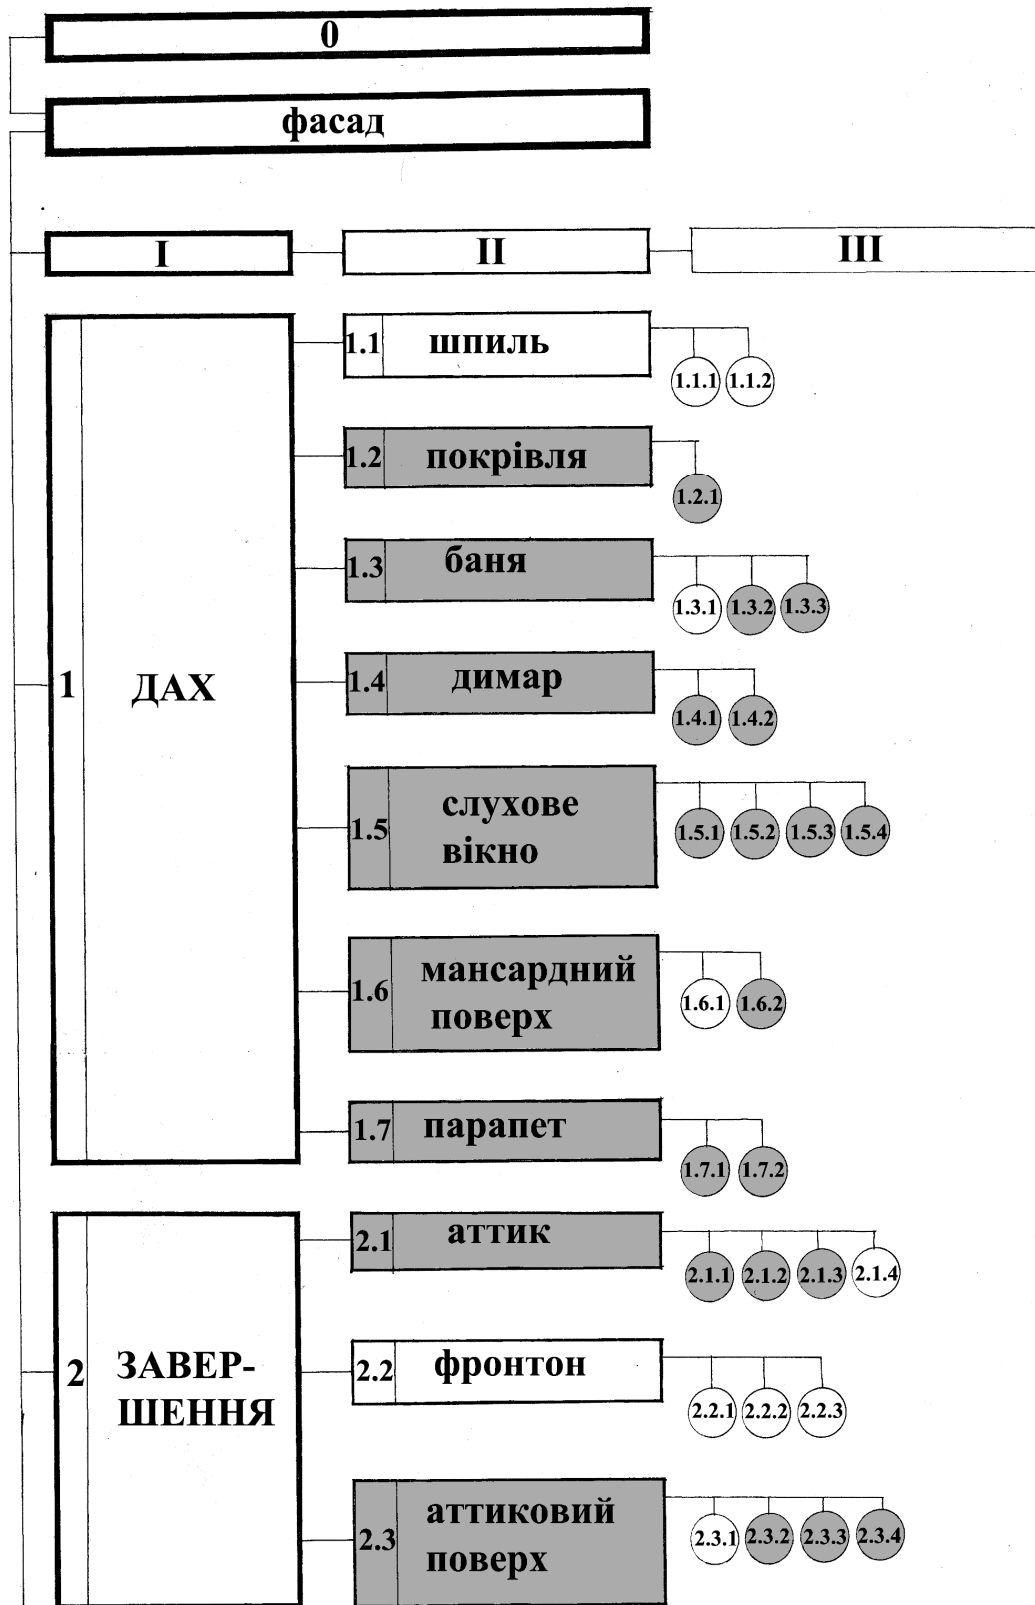 0
фасад
I II III
1 ДАХ
1.1 шпиль
1.1.1 1.1.2
1.2 покрівля
1.2.1
1.3 баня
1.3.1 1.3.2 1.3.3
1.4 димар
1.4.1 1.4.2
1.5 слухове
вікно
1.5.1 1.5.2 1.5.3 1.5.4
1.6 мансардний
поверх
1.6.1 1.6.2
1.7 парапет
1.7.1 1.7.2
2 ЗАВЕР-
ШЕННЯ
2.1 аттик
2.1.1 2.1.2 2.1.3 2.1.4
2.2 фронтон
2.2.1 2.2.2 2.2.3
2.3 аттиковий
поверх
2.3.1 2.3.2 2.3.3 2.3.4